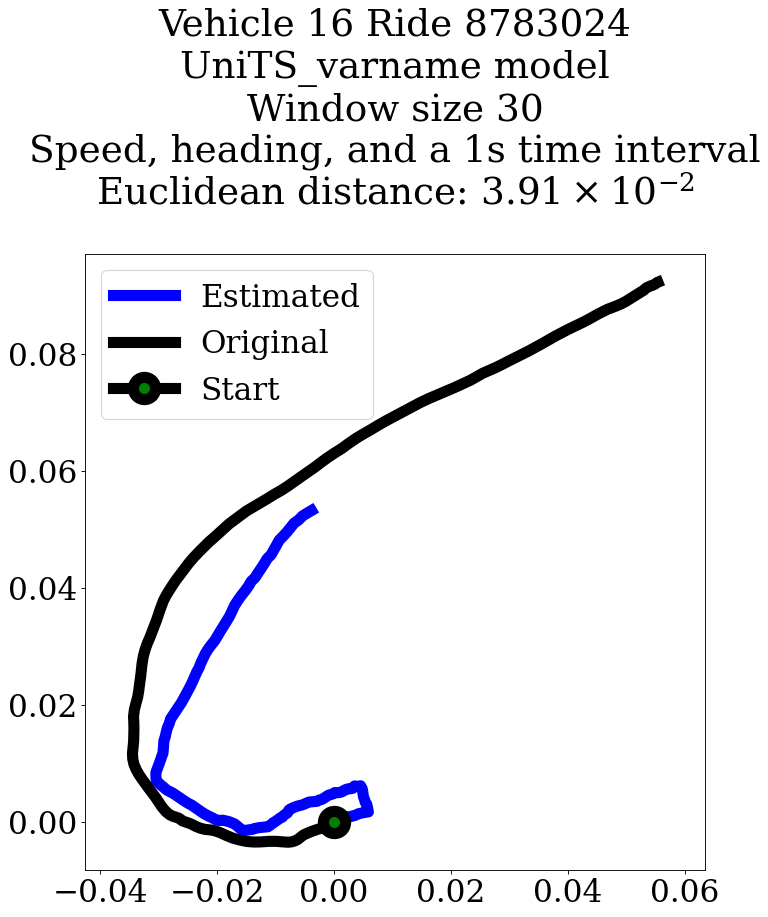 Vehicle 16 Ride 8783024
UniTS_varname model
Window size 30
Speed, heading, and a 1s time interval
Euclidean distance: 3.91 × 10⁻²
Estimated
Original
Start
0.08
0.06
0.04
0.02
0.00
−0.04 −0.02 0.00 0.02 0.04 0.06